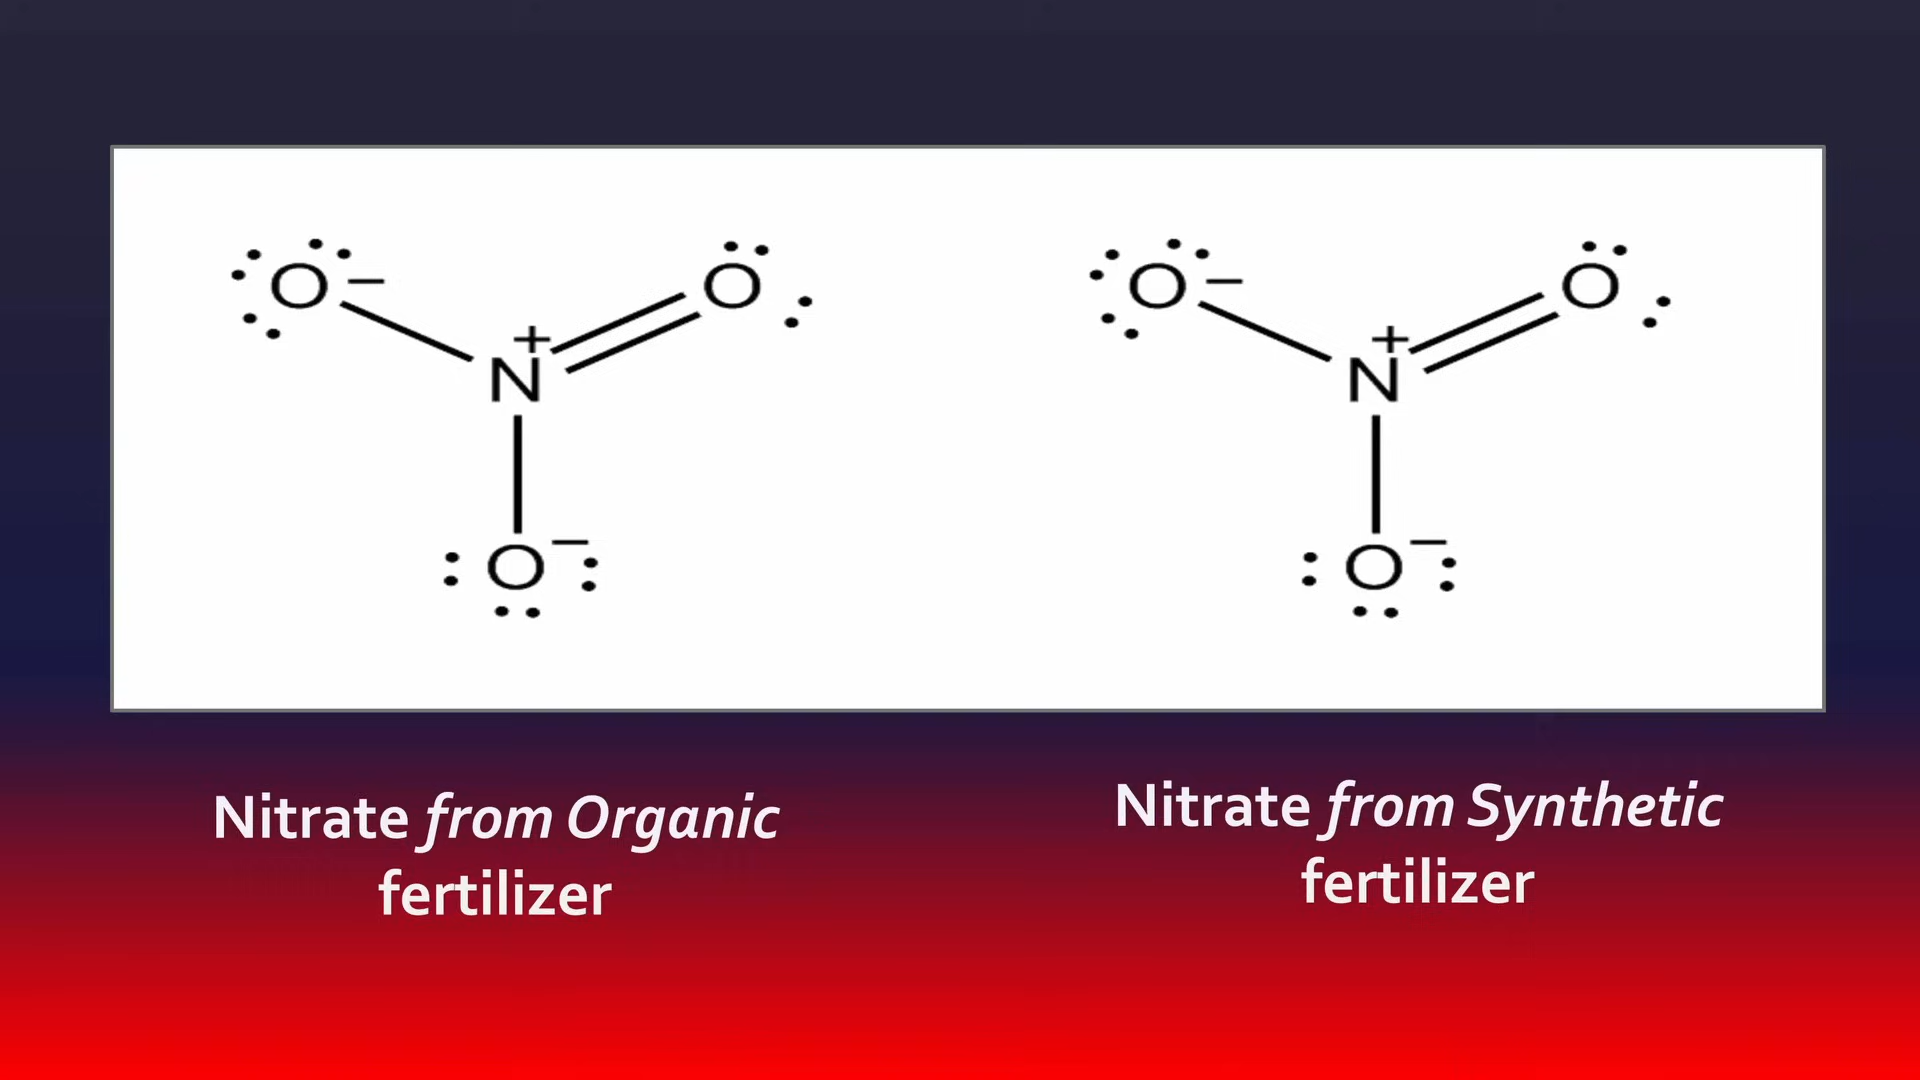 O − O O − O
+ +
N N
O − O −
Nitrate from Organic
fertilizer
Nitrate from Synthetic
fertilizer